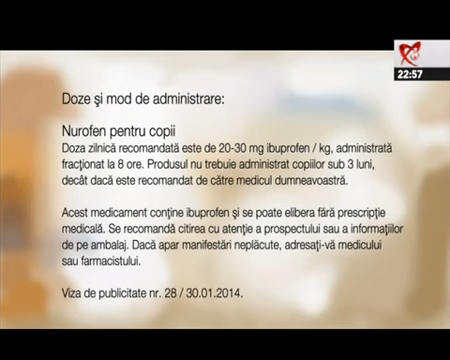 22:57
Doze şi mod de administrare:
Nurofen pentru copii
Doza zilnică recomandată este de 20-30 mg ibuprofen / kg, administrată
fracţionat la 8 ore. Produsul nu trebuie administrat copiilor sub 3 luni,
decât dacă este recomandat de către medicul dumneavoastră.
Acest medicament conţine ibuprofen şi se poate elibera fără prescripţie
medicală. Se recomandă citirea cu atenţie a prospectului sau a informaţiilor
de pe ambalaj. Dacă apar manifestări neplăcute, adresaţi-vă medicului
sau farmacistului.
Viza de publicitate nr. 28 / 30.01.2014.